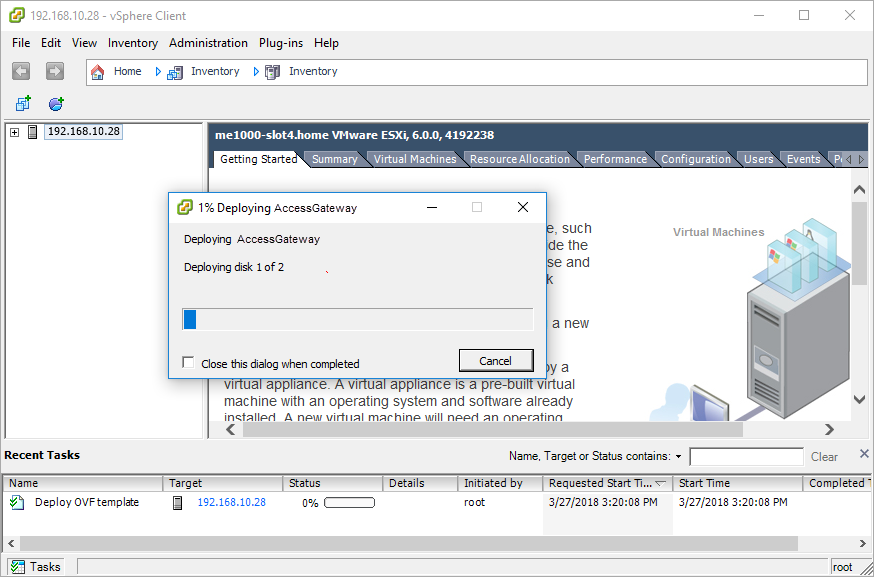 192.168.10.28 - vSphere Client
File Edit View Inventory Administration Plug-ins Help
Home Inventory Inventory
192.168.10.28
me1000-slot4.home VMware ESXi, 6.0.0, 4192238
Getting Started Summary Virtual Machines Resource Allocation Performance Configuration Users Events
1% Deploying AccessGateway
Deploying AccessGateway
Deploying disk 1 of 2
Close this dialog when completed
Cancel
such
de the
se and
k
a new
by a
virtual appliance. A virtual appliance is a pre-built virtual
machine with an operating system and software already
installed. A new virtual machine will need an operating
Virtual Machines
Recent Tasks
Name, Target or Status contains:
Clear
Name Target Status Details Initiated by Requested Start Ti... Start Time Completed T
Deploy OVF template 192.168.10.28 0% root 3/27/2018 3:20:08 PM 3/27/2018 3:20:08 PM
Tasks
root